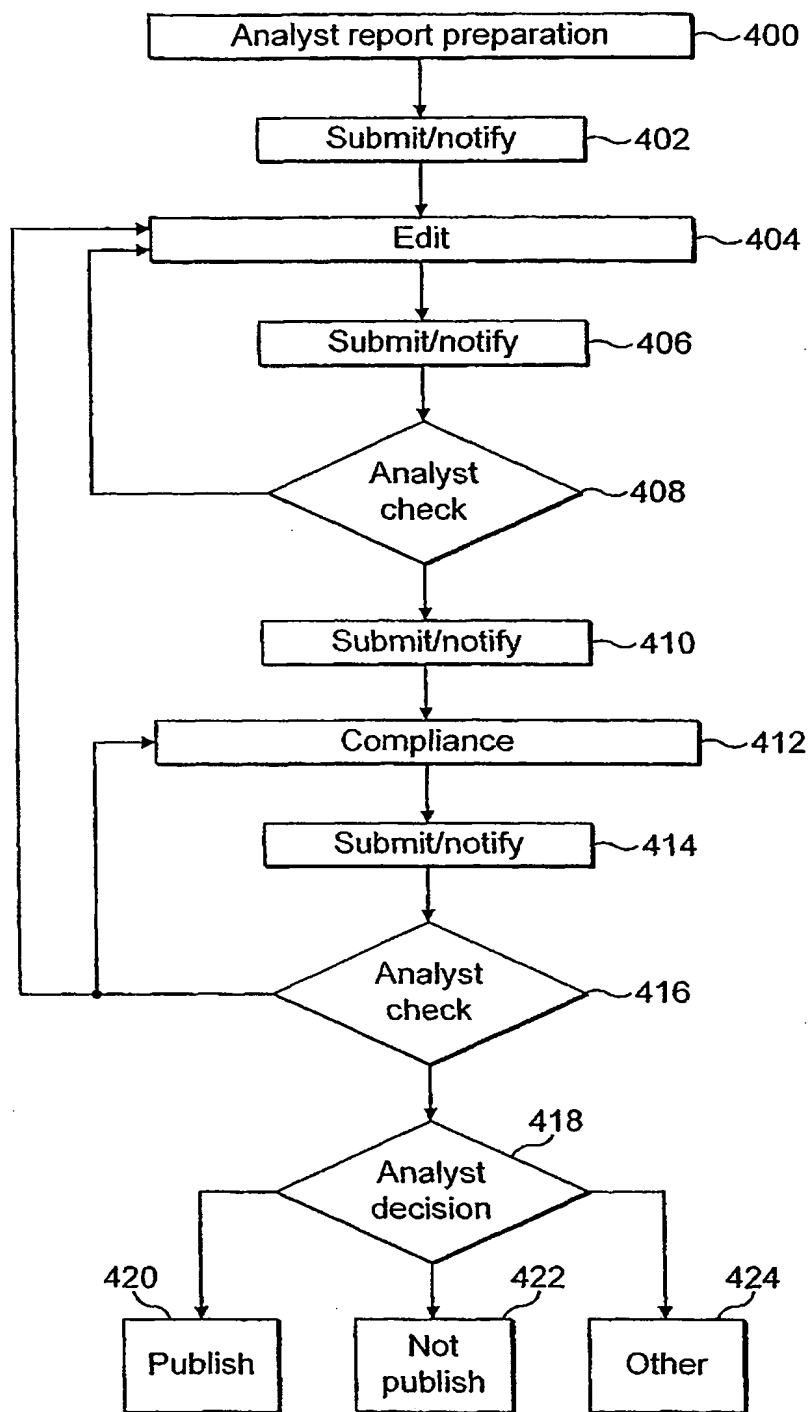 Analyst report preparation 400
Submit/notify 402
Edit 404
Submit/notify 406
Analyst
check 408
Submit/notify 410
Compliance 412
Submit/notify 414
Analyst
check 416
418
Analyst
decision
420 422 424
Publish
Not
publish
Other